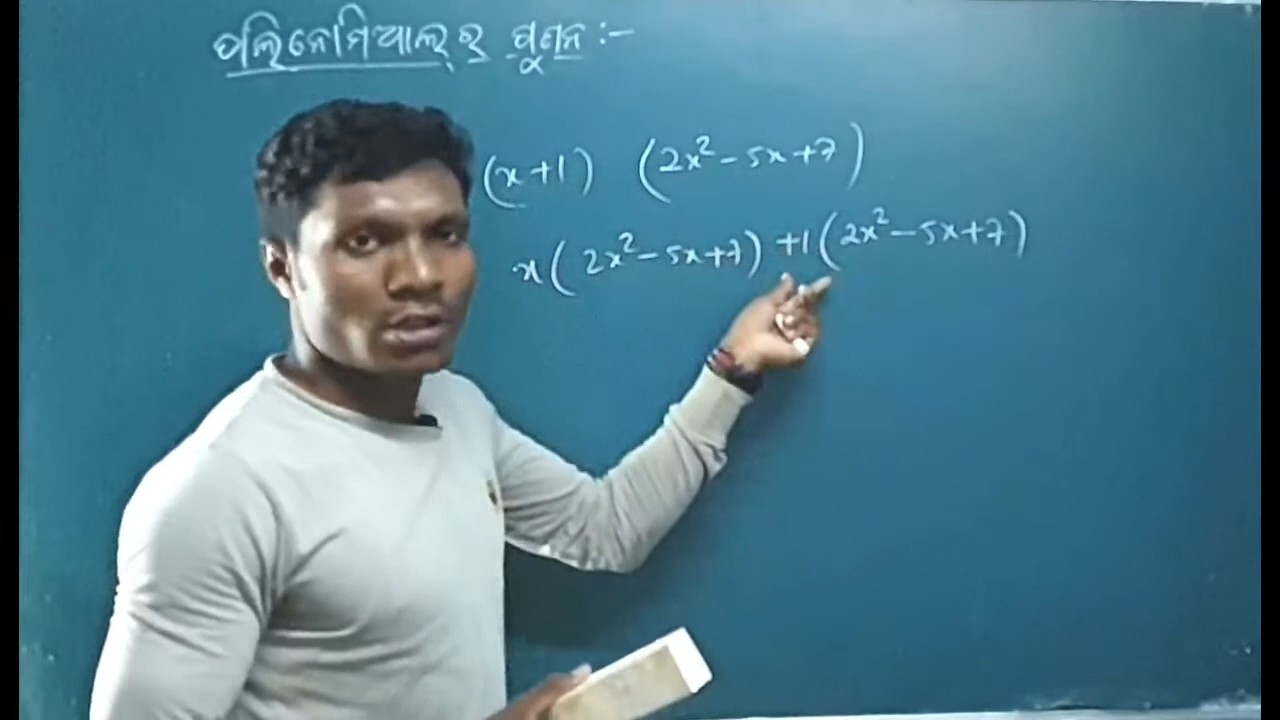 ପଲିନୋମିଆଲ୍ ର ଗୁଣନ :-
(x+1) (2x²-5x+7)
x(2x²-5x+7) +1(2x²-5x+7)